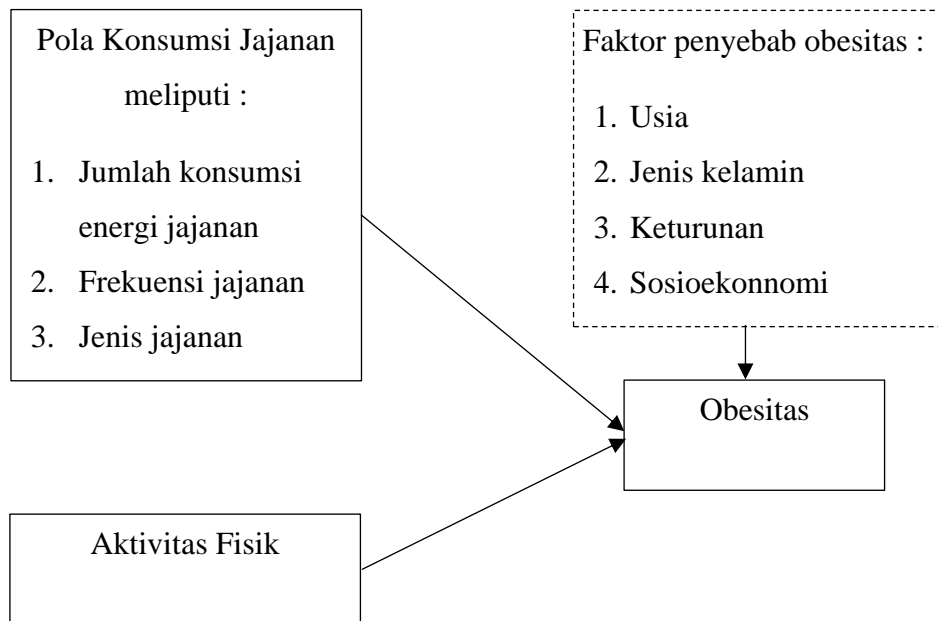 Pola Konsumsi Jajanan
meliputi :
1. Jumlah konsumsi
energi jajanan
2. Frekuensi jajanan
3. Jenis jajanan
Faktor penyebab obesitas :
1. Usia
2. Jenis kelamin
3. Keturunan
4. Sosioekonnomi
Obesitas
Aktivitas Fisik